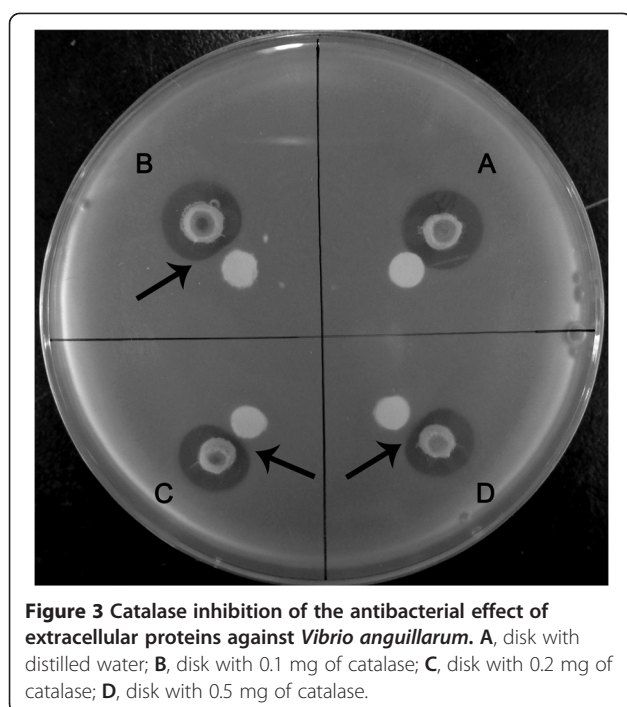 B
A
C
D
Figure 3 Catalase inhibition of the antibacterial effect of
extracellular proteins against Vibrio anguillarum. A, disk with
distilled water; B, disk with 0.1 mg of catalase; C, disk with 0.2 mg of
catalase; D, disk with 0.5 mg of catalase.